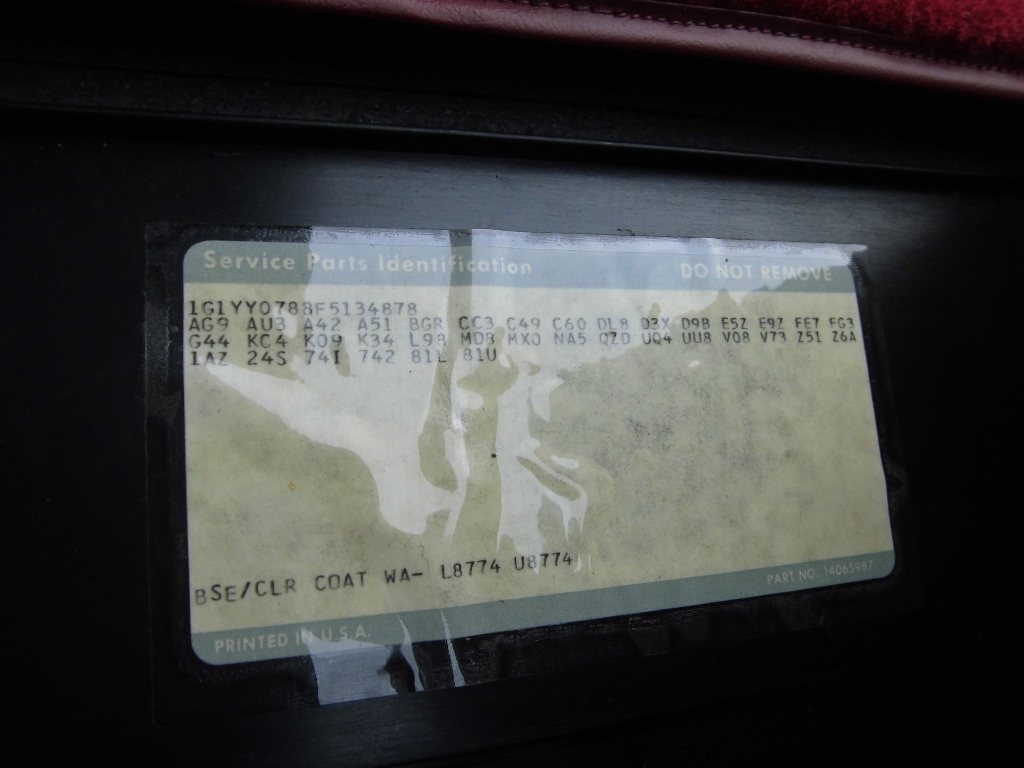 Service Parts Identification DO NOT REMOVE
1G1YY0788F5134878
AG9 AU3 A42 A51 BGR CC3 C49 C60 DL8 D3X D9B E5Z E9Z FE7 FG3
G44 KC4 K09 K34 L98 MD8 MX0 NA5 QZD UQ4 UU8 V08 V73 Z51 Z6A
1AZ 24S 74I 742 81L 81U
BSE/CLR COAT WA- L8774 U8774
PART NO. 14065987
PRINTED IN U.S.A.